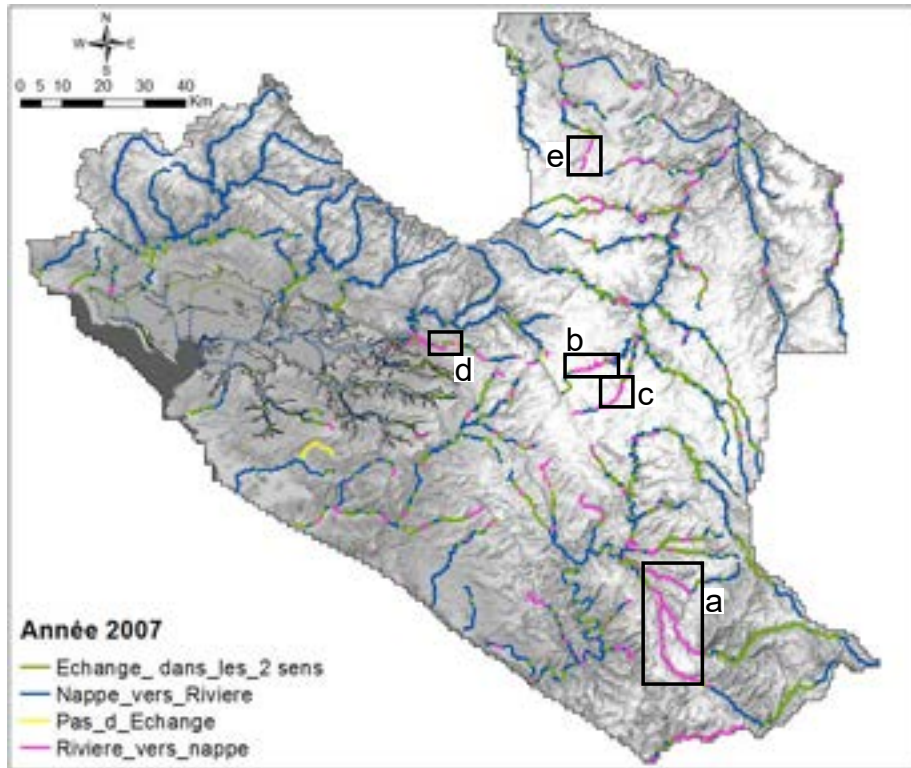 N
W E
S
0 5 10 20 30 40
Km
e
b
d
c
a
Année 2007
Echange_ dans_les_2 sens
Nappe_vers_Riviere
Pas_d_Echange
Riviere_vers_nappe